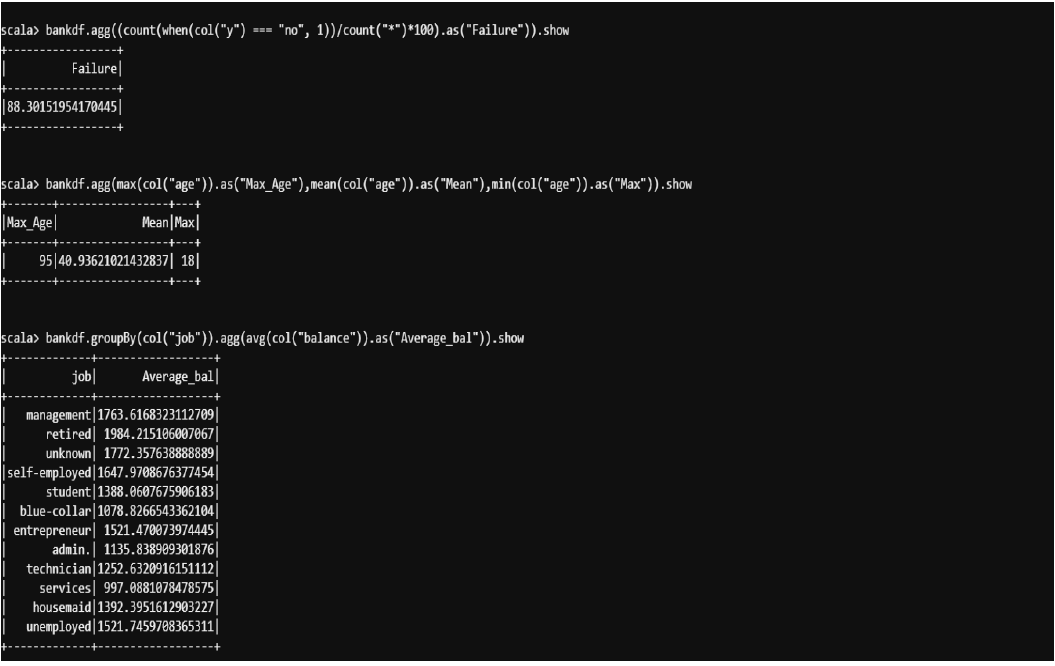 scala> bankdf.agg((count(when(col("y") === "no", 1))/count("*")*100).as("Failure")).show
+-----------------+
|          Failure|
+-----------------+
|88.30151954170445|
+-----------------+
scala> bankdf.agg(max(col("age")).as("Max_Age"),mean(col("age")).as("Mean"),min(col("age")).as("Max")).show
+-------+-----------------+---+
|Max_Age|             Mean|Max|
+-------+-----------------+---+
|     95|40.93621021432837| 18|
+-------+-----------------+---+
scala> bankdf.groupBy(col("job")).agg(avg(col("balance")).as("Average_bal")).show
+-------------+------------------+
|          job|       Average_bal|
+-------------+------------------+
|   management|1763.6168323112709|
|      retired| 1984.215106007067|
|      unknown| 1772.357638888889|
|self-employed|1647.9708676377454|
|      student|1388.0607675906183|
|  blue-collar|1078.8266543362104|
| entrepreneur| 1521.470073974445|
|       admin.| 1135.838909301876|
|   technician|1252.6320916151112|
|     services| 997.0881078478575|
|    housemaid|1392.3951612903227|
|   unemployed|1521.7459708365311|
+-------------+------------------+